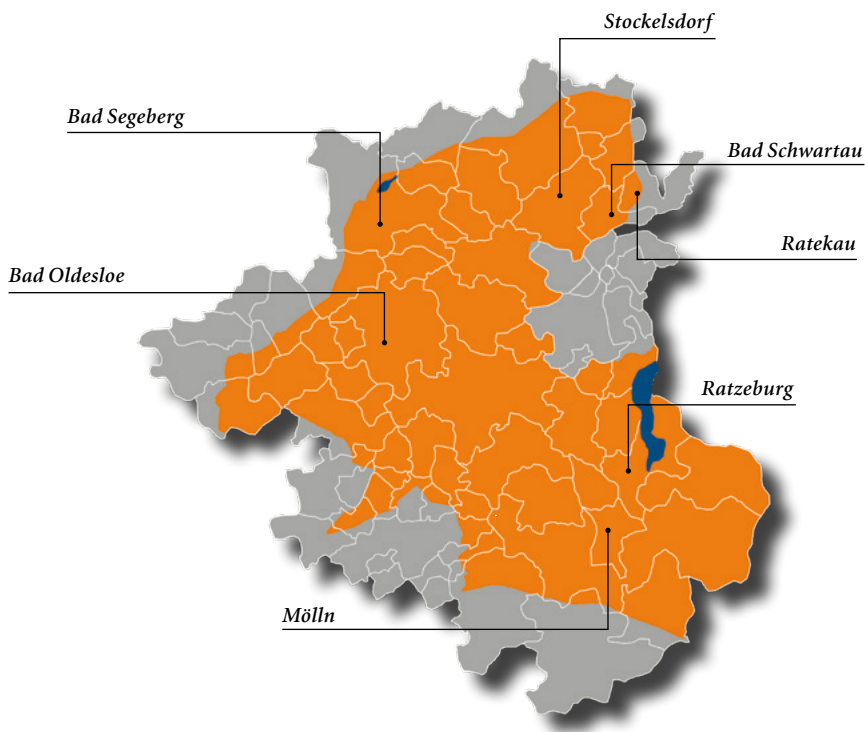 Stockelsdorf
Bad Segeberg
Bad Schwartau
Ratekau
Bad Oldesloe
Ratzeburg
Mölln